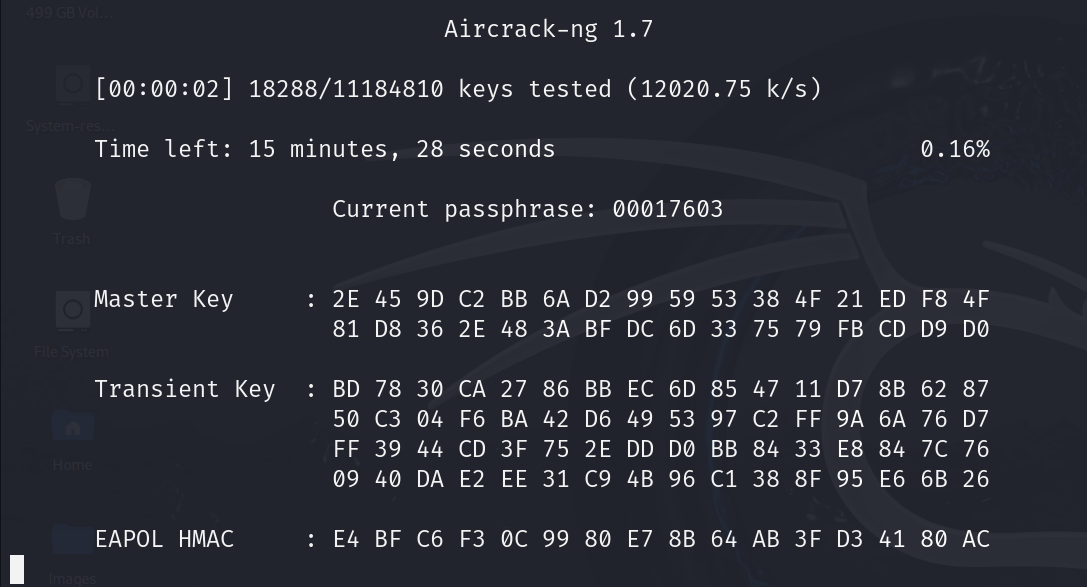 499 GB Vol...
Aircrack-ng 1.7
[00:00:02] 18288/11184810 keys tested (12020.75 k/s)
System-res...
Time left: 15 minutes, 28 seconds 0.16%
Current passphrase: 00017603
Trash
Master Key : 2E 45 9D C2 BB 6A D2 99 59 53 38 4F 21 ED F8 4F
81 D8 36 2E 48 3A BF DC 6D 33 75 79 FB CD D9 D0
File System
Transient Key : BD 78 30 CA 27 86 BB EC 6D 85 47 11 D7 8B 62 87
50 C3 04 F6 BA 42 D6 49 53 97 C2 FF 9A 6A 76 D7
FF 39 44 CD 3F 75 2E DD D0 BB 84 33 E8 84 7C 76
Home
09 40 DA E2 EE 31 C9 4B 96 C1 38 8F 95 E6 6B 26
EAPOL HMAC : E4 BF C6 F3 0C 99 80 E7 8B 64 AB 3F D3 41 80 AC
Images